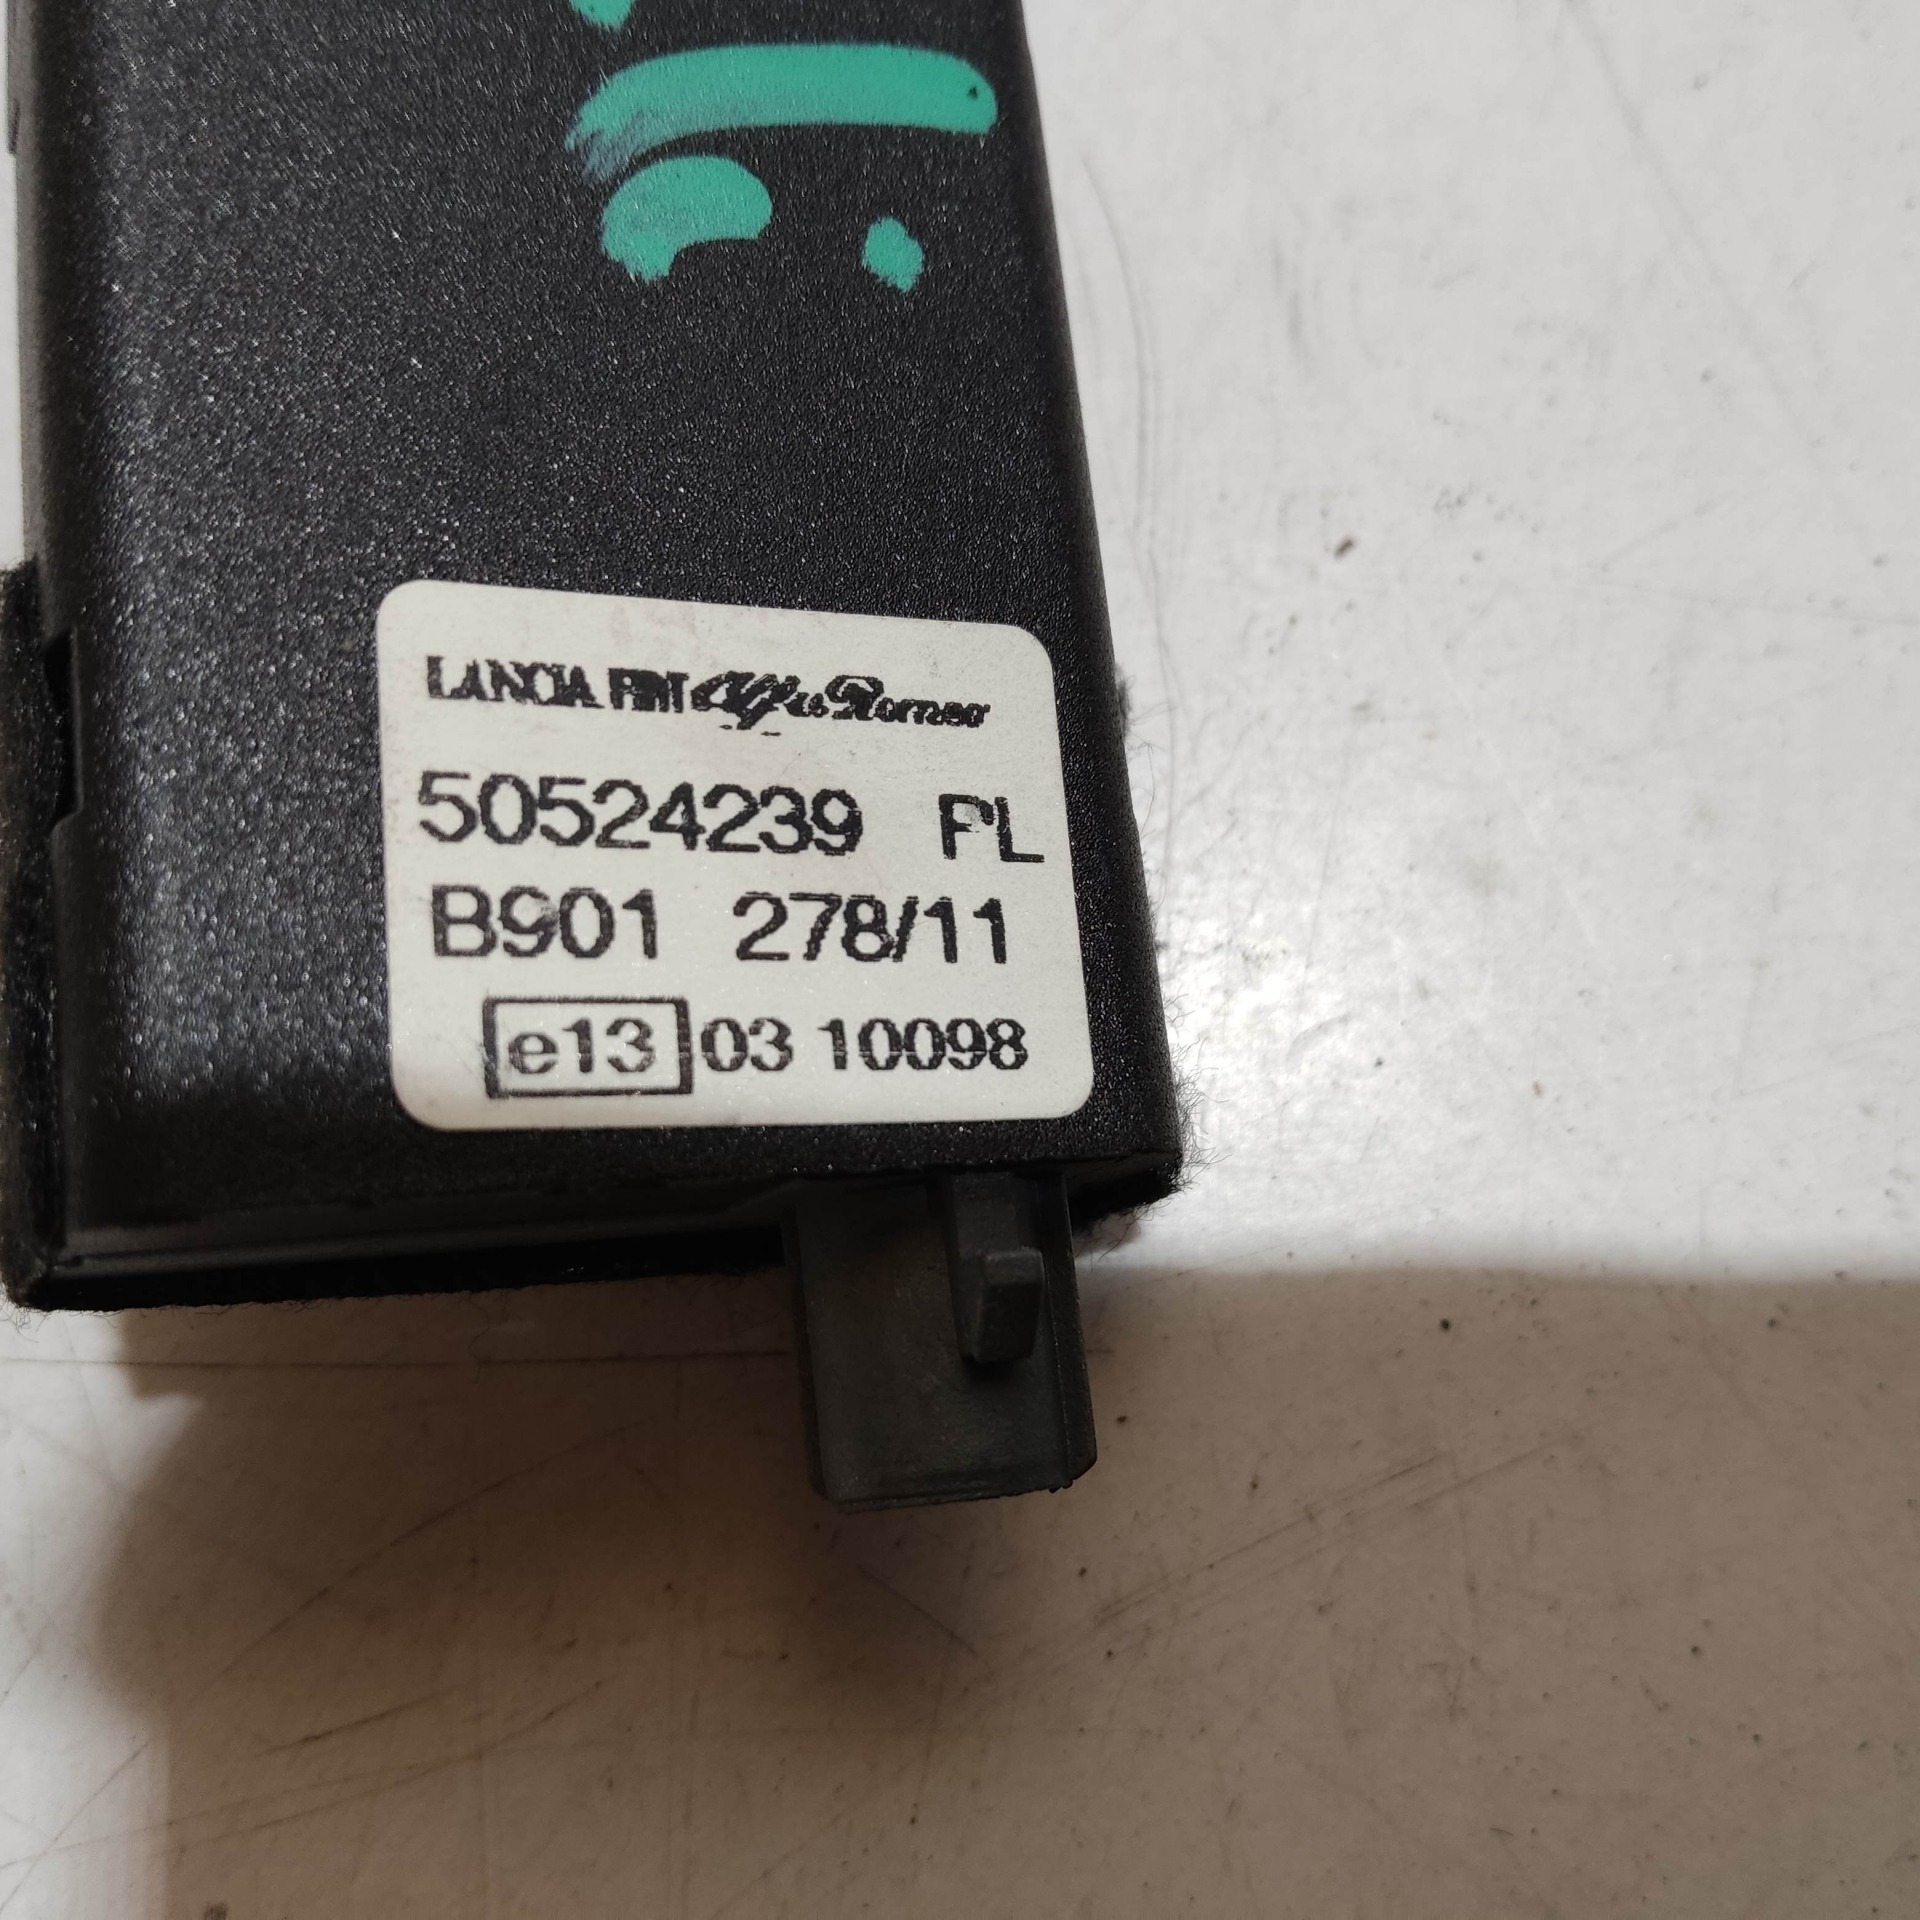 LANCIA FIAT Alfa Romeo
50524239 PL
B901 278/11
e13 03 10098